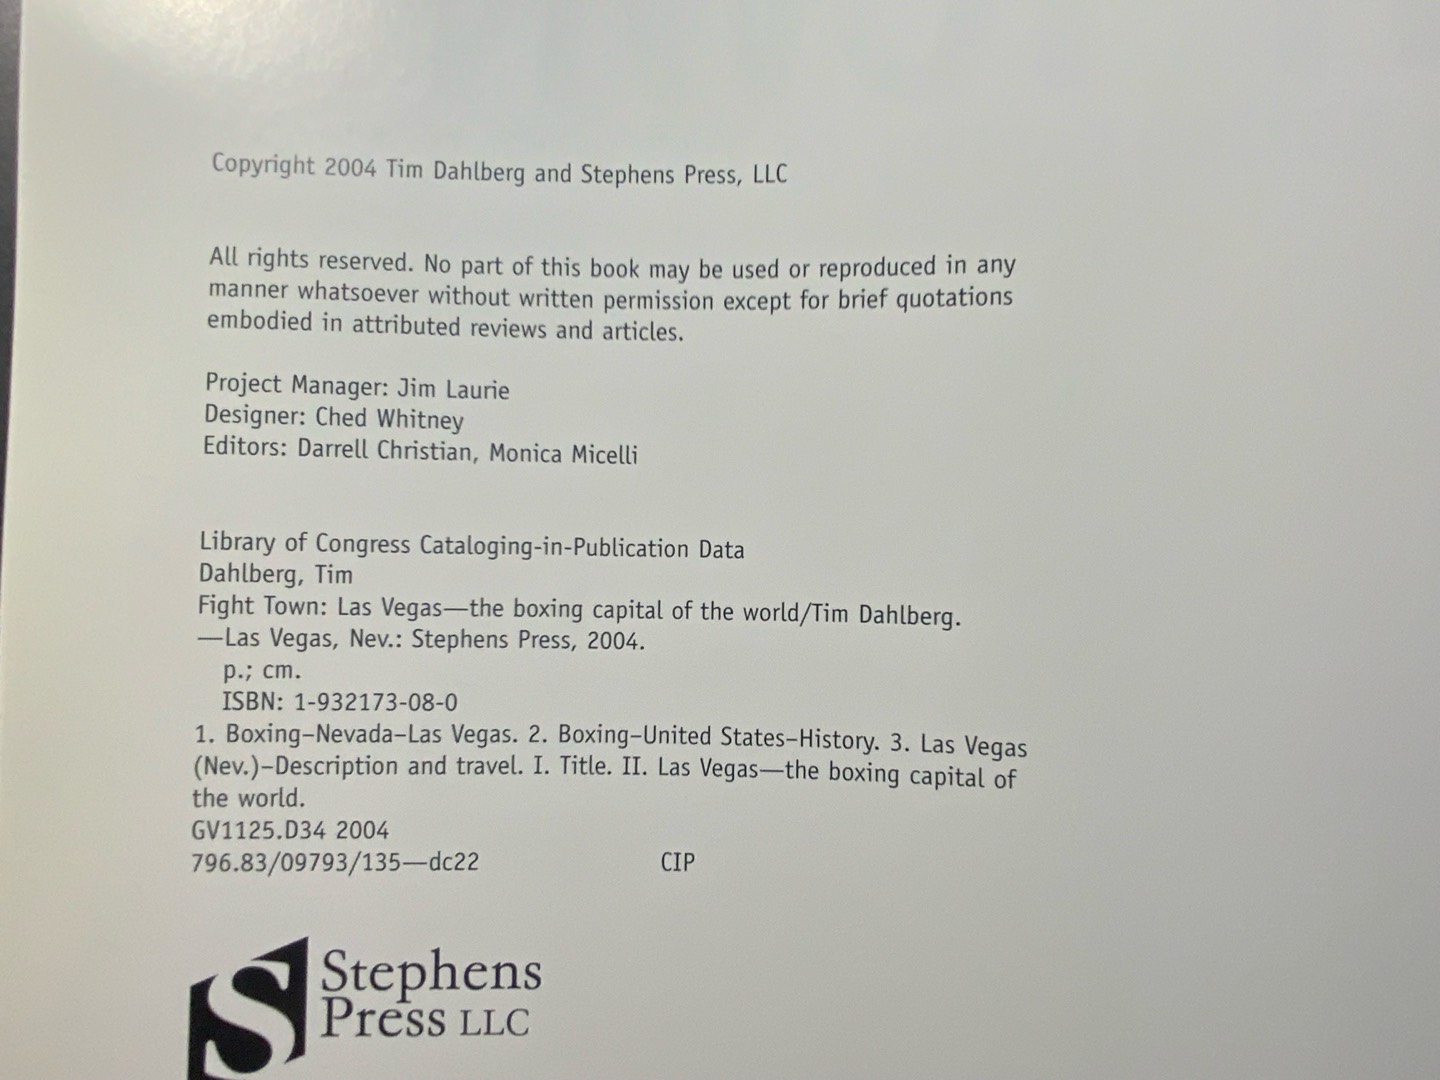 Copyright 2004 Tim Dahlberg and Stephens Press, LLC
All rights reserved. No part of this book may be used or reproduced in any
manner whatsoever without written permission except for brief quotations
embodied in attributed reviews and articles.
Project Manager: Jim Laurie
Designer: Ched Whitney
Editors: Darrell Christian, Monica Micelli
Library of Congress Cataloging-in-Publication Data
Dahlberg, Tim
Fight Town: Las Vegas—the boxing capital of the world/Tim Dahlberg.
—Las Vegas, Nev.: Stephens Press, 2004.
p.; cm.
ISBN: 1-932173-08-0
1. Boxing–Nevada–Las Vegas. 2. Boxing–United States–History. 3. Las Vegas
(Nev.)–Description and travel. I. Title. II. Las Vegas—the boxing capital of
the world.
GV1125.D34 2004
796.83/09793/135—dc22 CIP
S
Stephens
Press LLC